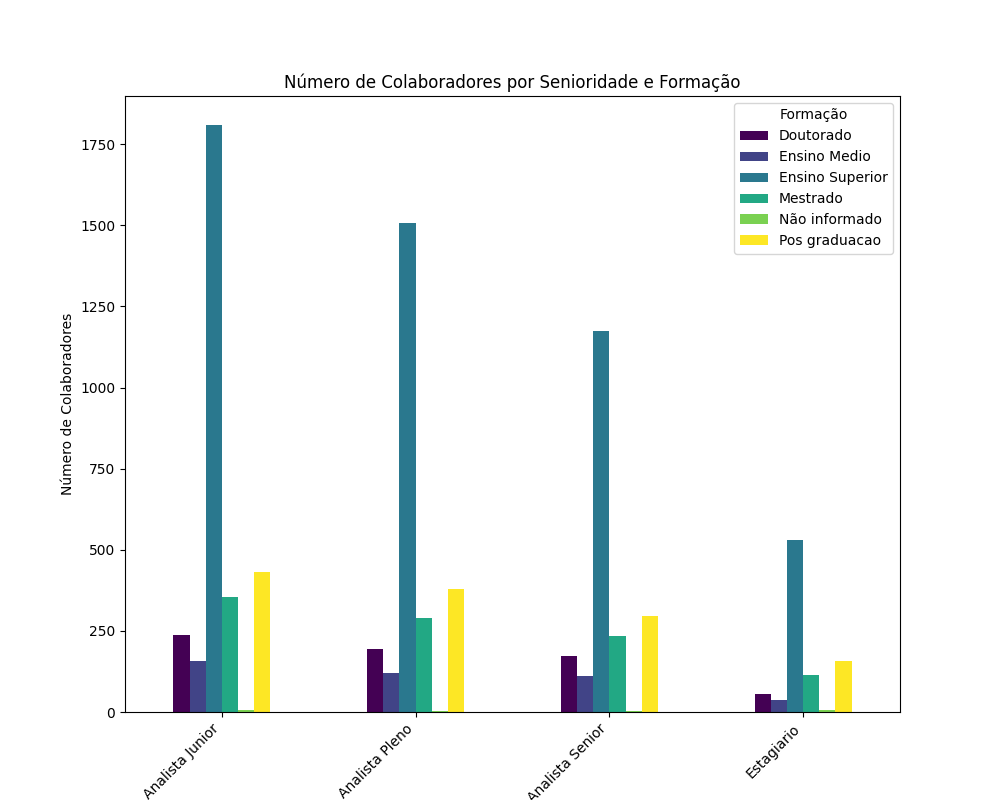 Número de Colaboradores por Senioridade e Formação
Formação
Doutorado
Ensino Medio
Ensino Superior
Mestrado
Não informado
Pos graduacao
Número de Colaboradores
1750
1500
1250
1000
750
500
250
0
Analista Junior
Analista Pleno
Analista Senior
Estagiario